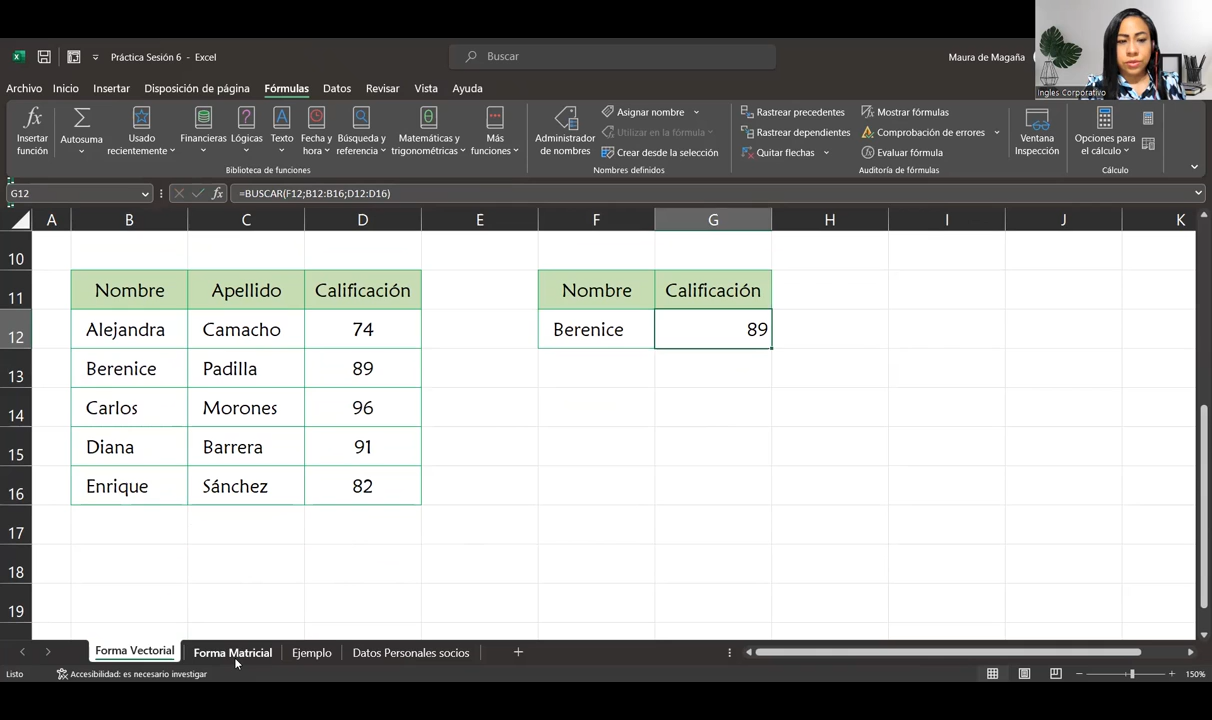 Práctica Sesión 6 - Excel
Buscar
Maura de Magaña
Ingles Corporativo
Archivo Inicio Insertar Disposición de página Fórmulas Datos Revisar Vista Ayuda
fx
Insertar función
Autosuma
Usado recientemente
Financieras
Lógicas
Texto
Fecha y hora
Búsqueda y referencia
Matemáticas y trigonométricas
Más funciones
Biblioteca de funciones
Administrador de nombres
Asignar nombre
Utilizar en la fórmula
Crear desde la selección
Nombres definidos
Rastrear precedentes
Rastrear dependientes
Quitar flechas
Mostrar fórmulas
Comprobación de errores
Evaluar fórmula
Auditoría de fórmulas
Ventana Inspección
Opciones para el cálculo
Cálculo
G12 fx =BUSCAR(F12;B12:B16;D12:D16)
A B C D E F G H I J K
10
11 Nombre Apellido Calificación Nombre Calificación
12 Alejandra Camacho 74 Berenice 89
13 Berenice Padilla 89
14 Carlos Morones 96
15 Diana Barrera 91
16 Enrique Sánchez 82
17
18
19
Forma Vectorial Forma Matricial Ejemplo Datos Personales socios
Listo Accesibilidad: es necesario investigar 150%